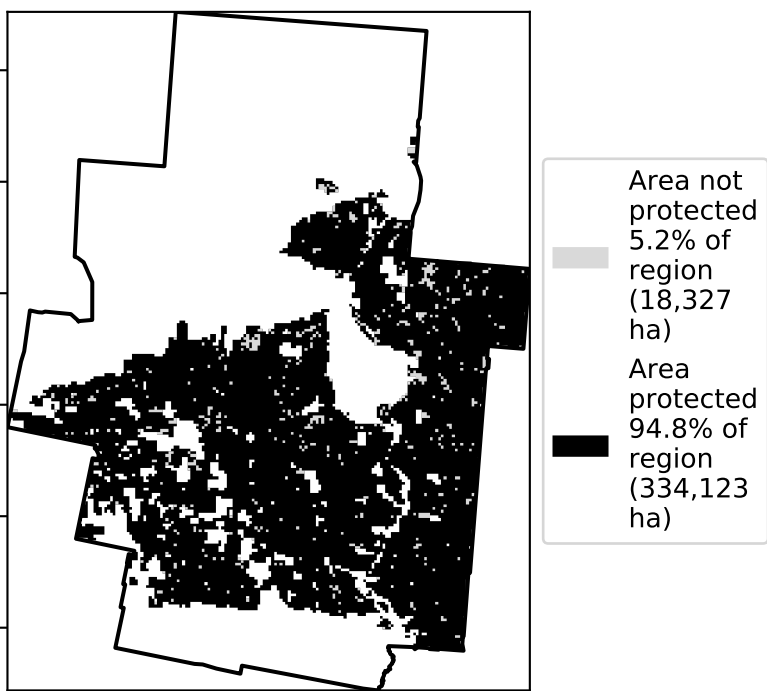 Area not
protected
5.2% of
region
(18,327
ha)
Area
protected
94.8% of
region
(334,123
ha)